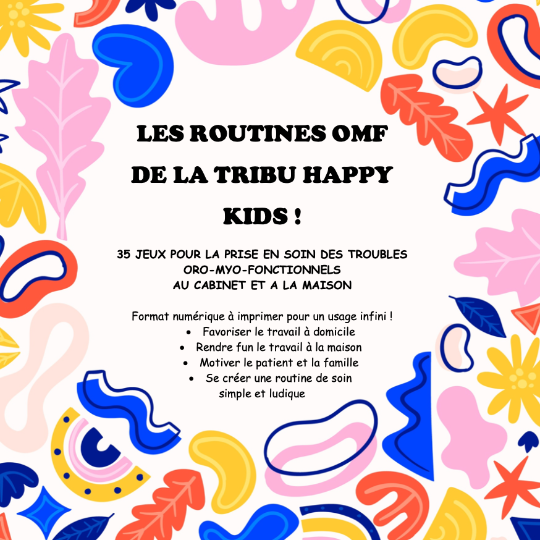 LES ROUTINES OMF
DE LA TRIBU HAPPY
KIDS !
35 JEUX POUR LA PRISE EN SOIN DES TROUBLES
ORO-MYO-FONCTIONNELS
AU CABINET ET A LA MAISON
Format numérique à imprimer pour un usage infini !
• Favoriser le travail à domicile
• Rendre fun le travail à la maison
• Motiver le patient et la famille
• Se créer une routine de soin
simple et ludique